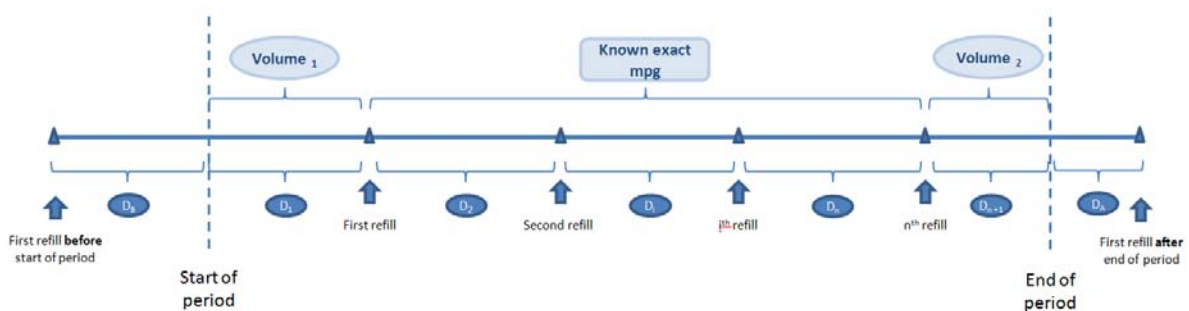 Volume 1
Known exact
mpg
Volume 2
DB
D1
D2
Di
Dn
Dn+1
DA
First refill before
start of period
First refill
Second refill
ith refill
nth refill
First refill after
end of period
Start of
period
End of
period